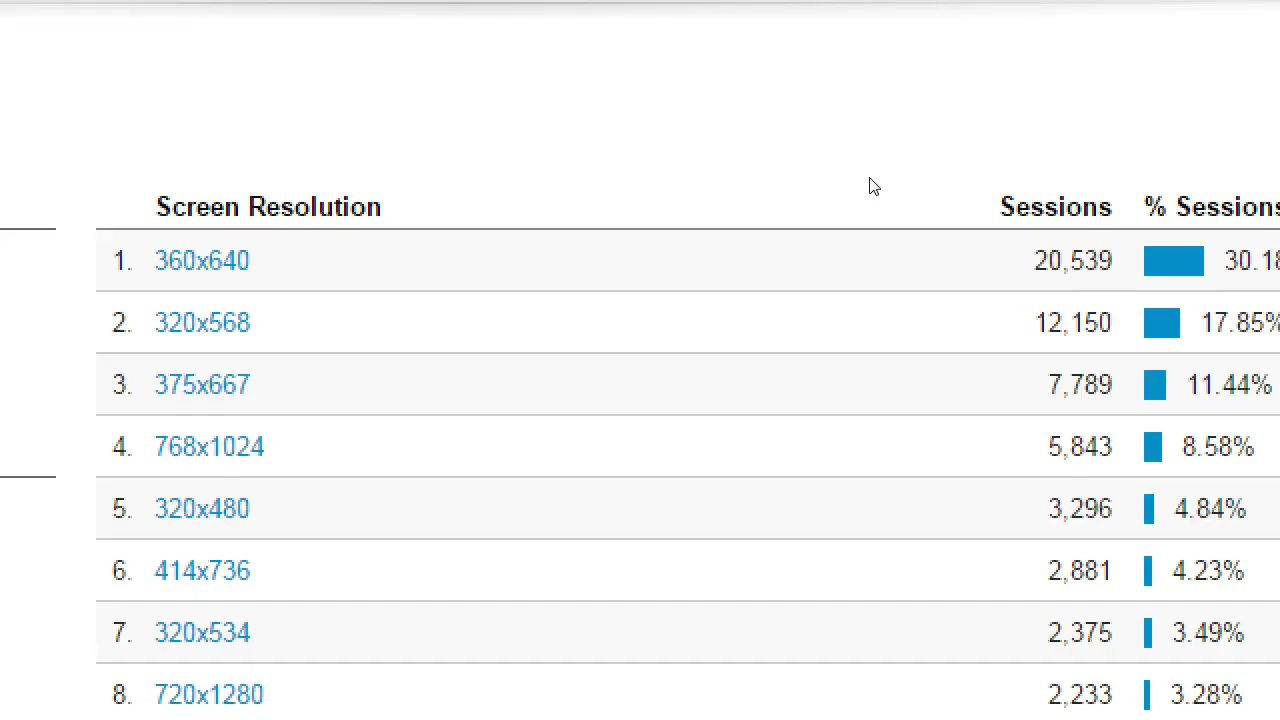 Screen Resolution Sessions % Sessions
1. 360x640 20,539 30.18
2. 320x568 12,150 17.85%
3. 375x667 7,789 11.44%
4. 768x1024 5,843 8.58%
5. 320x480 3,296 4.84%
6. 414x736 2,881 4.23%
7. 320x534 2,375 3.49%
8. 720x1280 2,233 3.28%